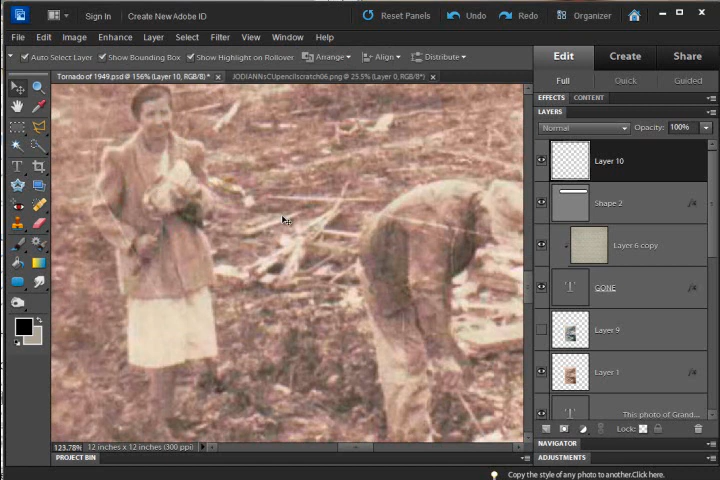 Sign In Create New Adobe ID Reset Panels Undo Redo Organizer
File Edit Image Enhance Layer Select Filter View Window Help
Auto Select Layer Show Bounding Box Show Highlight on Rollover Arrange Align Distribute
Edit Create Share
Tornado of 1949.psd @ 156% (Layer 10, RGB/8) * JODIANNsCUpencilscratch06.png @ 25.5% (Layer 0, RGB/8*)
Full Quick Guided
EFFECTS CONTENT
LAYERS
Normal Opacity: 100%
Layer 10
Shape 2
Layer 6 copy
GONE
Layer 9
Layer 1
This photo of Grand...
Lock:
123.78% 12 inches x 12 inches (300 ppi)
NAVIGATOR
PROJECT BIN
ADJUSTMENTS
Copy the style of any photo to another.Click here.